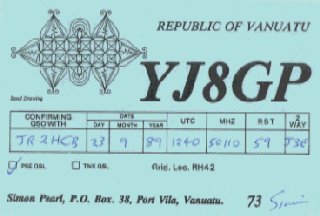 REPUBLIC OF VANUATU
YJ8GP
Sand Drawing
CONFIRMING QSO WITH DATE UTC MHZ RST 2 WAY
DAY MONTH YEAR
JR2HCB 23 9 89 1240 50110 59 J3E
PSE QSL TNX QSL Grid. Loc. RH42
Simon Pearl, P.O. Box. 38, Port Vila, Vanuatu. 73 Simon